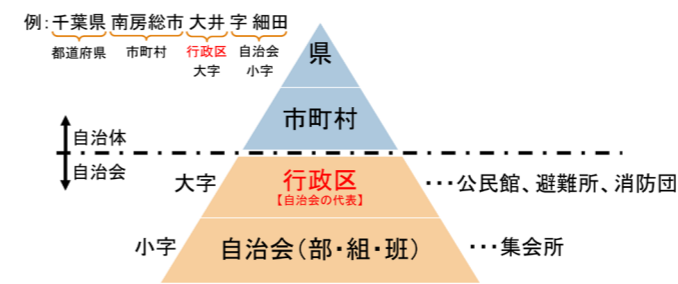 例：千葉県 南房総市 大井 字 細田
都道府県 市町村 行政区 自治会
大字 小字
県
市町村
自治体
自治会
大字 行政区 ･･･公民館、避難所、消防団
【自治会の代表】
小字 自治会（部・組・班） ･･･集会所